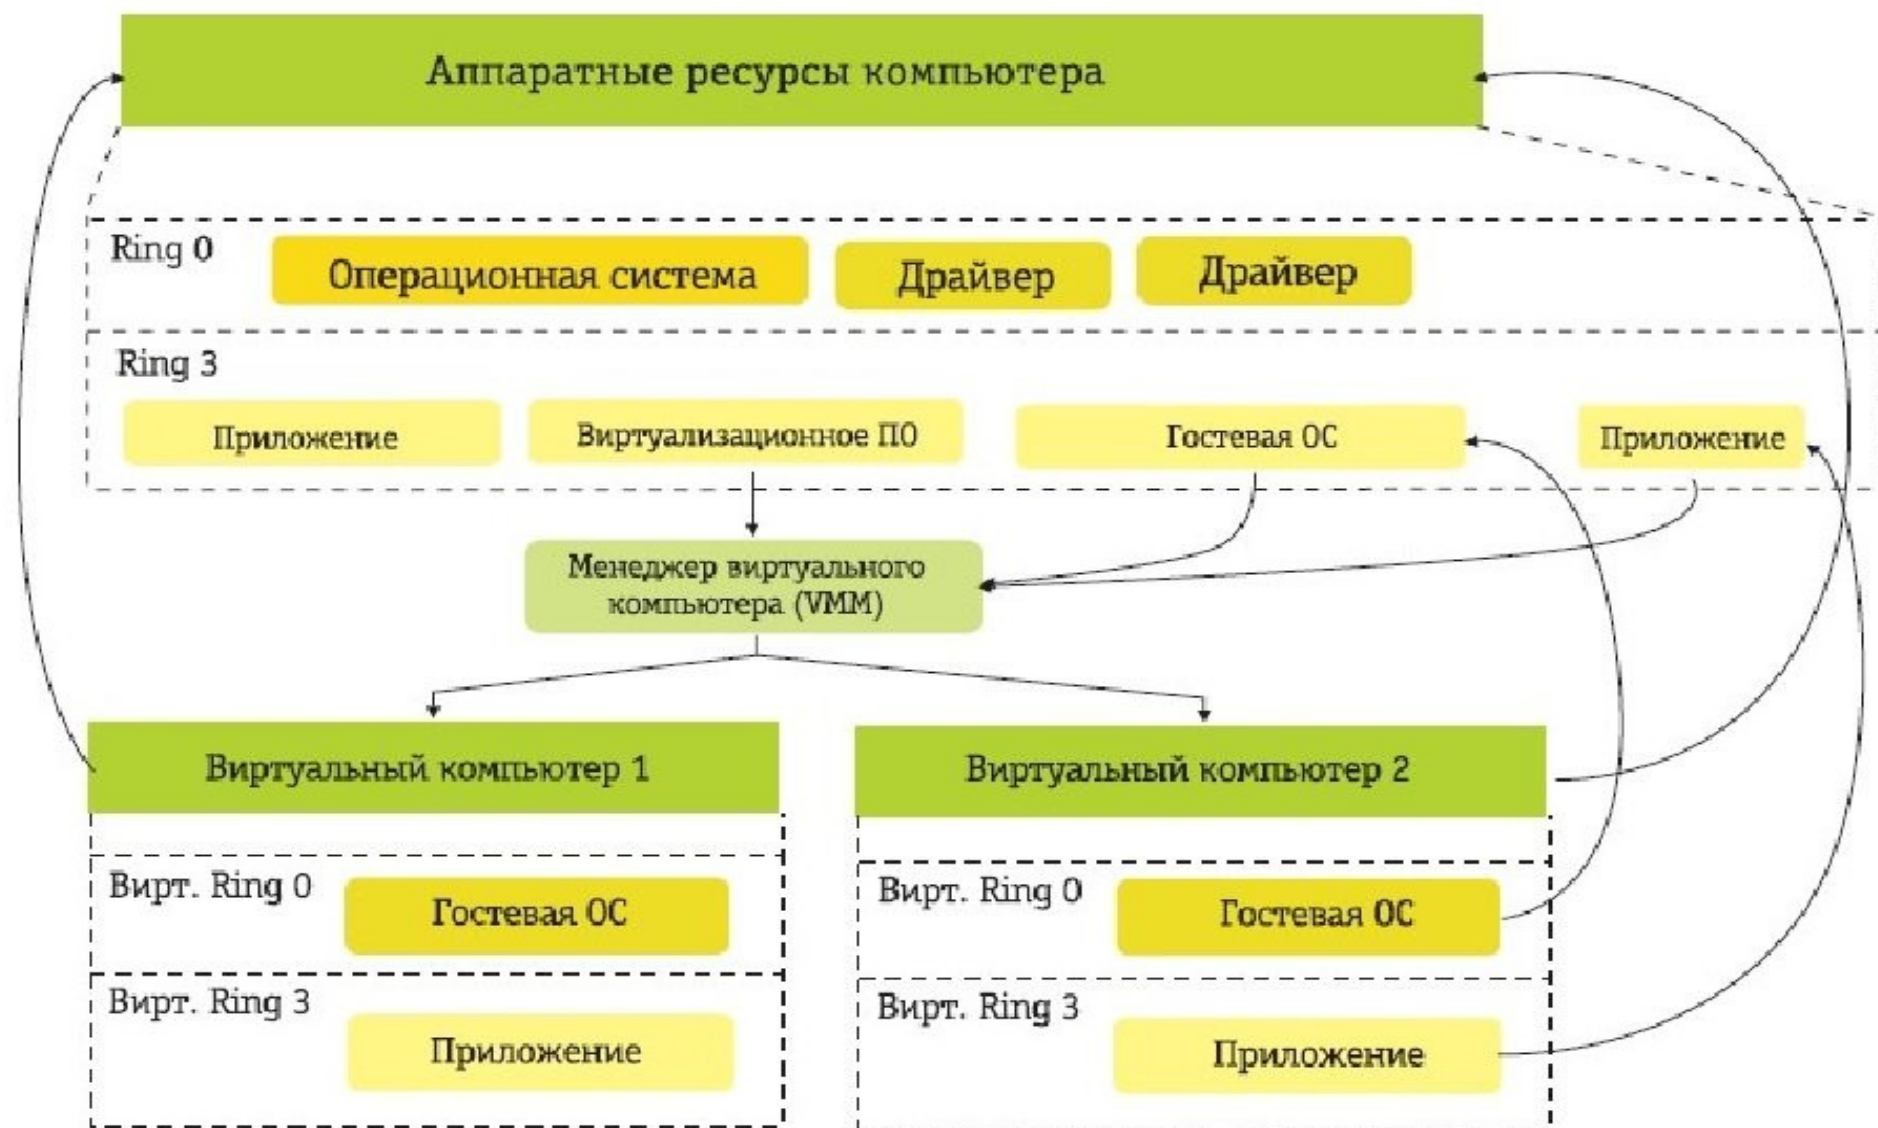 Аппаратные ресурсы компьютера
Ring 0
Операционная система
Драйвер
Драйвер
Ring 3
Приложение
Виртуализационное ПО
Гостевая ОС
Приложение
Менеджер виртуального
компьютера (VMM)
Виртуальный компьютер 1
Виртуальный компьютер 2
Вирт. Ring 0
Гостевая ОС
Вирт. Ring 0
Гостевая ОС
Вирт. Ring 3
Приложение
Вирт. Ring 3
Приложение